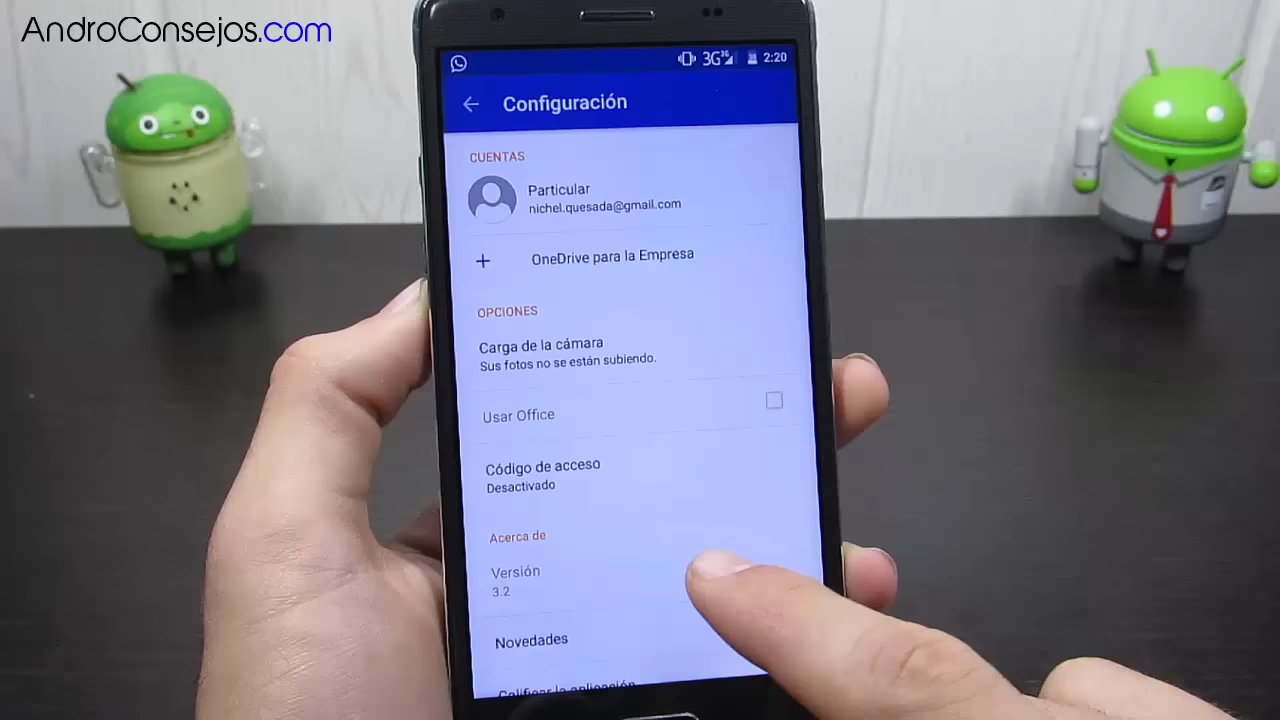 AndroConsejos.com
3G 3G 2:20
Configuración
CUENTAS
Particular
nichel.quesada@gmail.com
+ OneDrive para la Empresa
OPCIONES
Carga de la cámara
Sus fotos no se están subiendo.
Usar Office
Código de acceso
Desactivado
Acerca de
Versión
3.2
Novedades
Calificar la aplicación